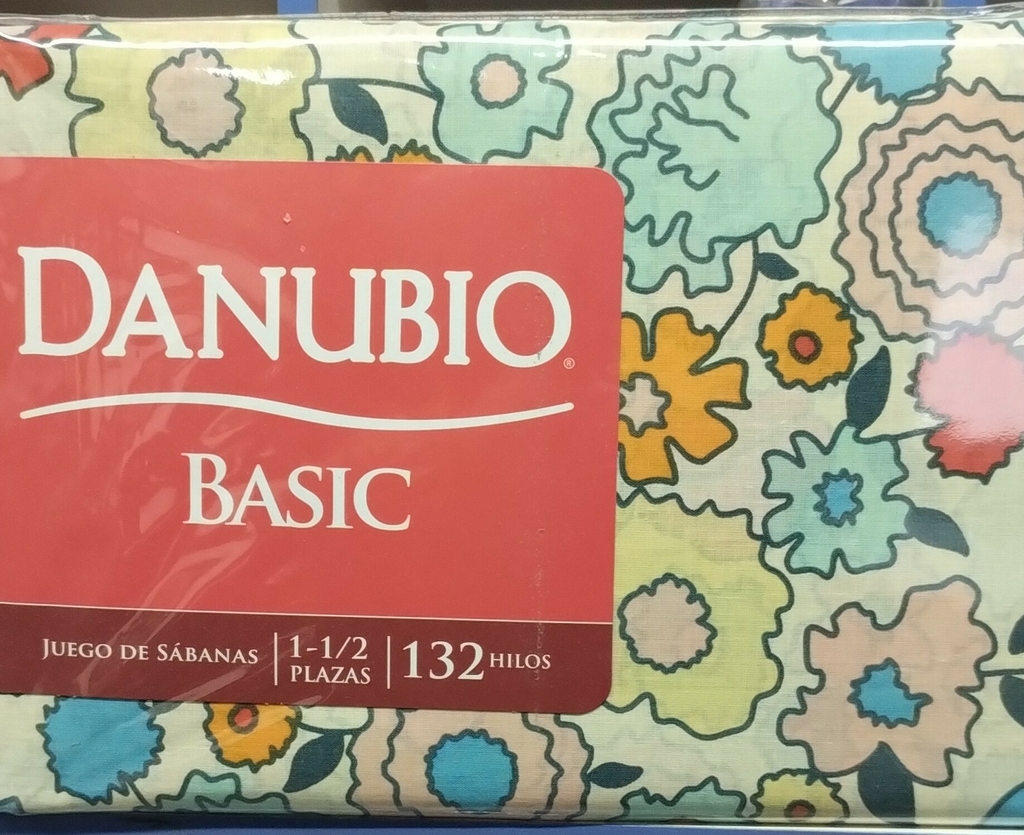 DANUBIO®
BASIC
JUEGO DE SÁBANAS
1-1/2
PLAZAS
132 HILOS